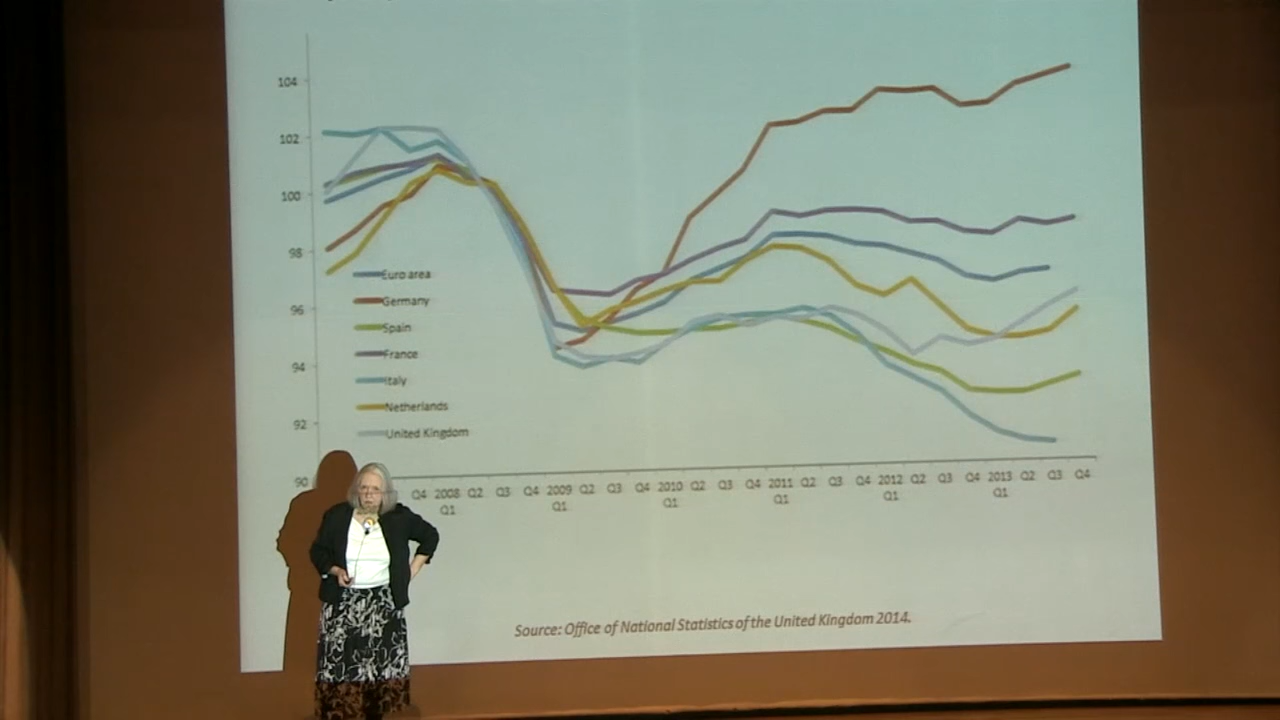 104
102
100
98
96
94
92
90
Euro area
Germany
Spain
France
Italy
Netherlands
United Kingdom
Q4 2008 Q2 Q3 Q4 2009 Q2 Q3 Q4 2010 Q2 Q3 Q4 2011 Q2 Q3 Q4 2012 Q2 Q3 Q4 2013 Q2 Q3 Q4
Q1 Q1 Q1 Q1 Q1 Q1
Source: Office of National Statistics of the United Kingdom 2014.